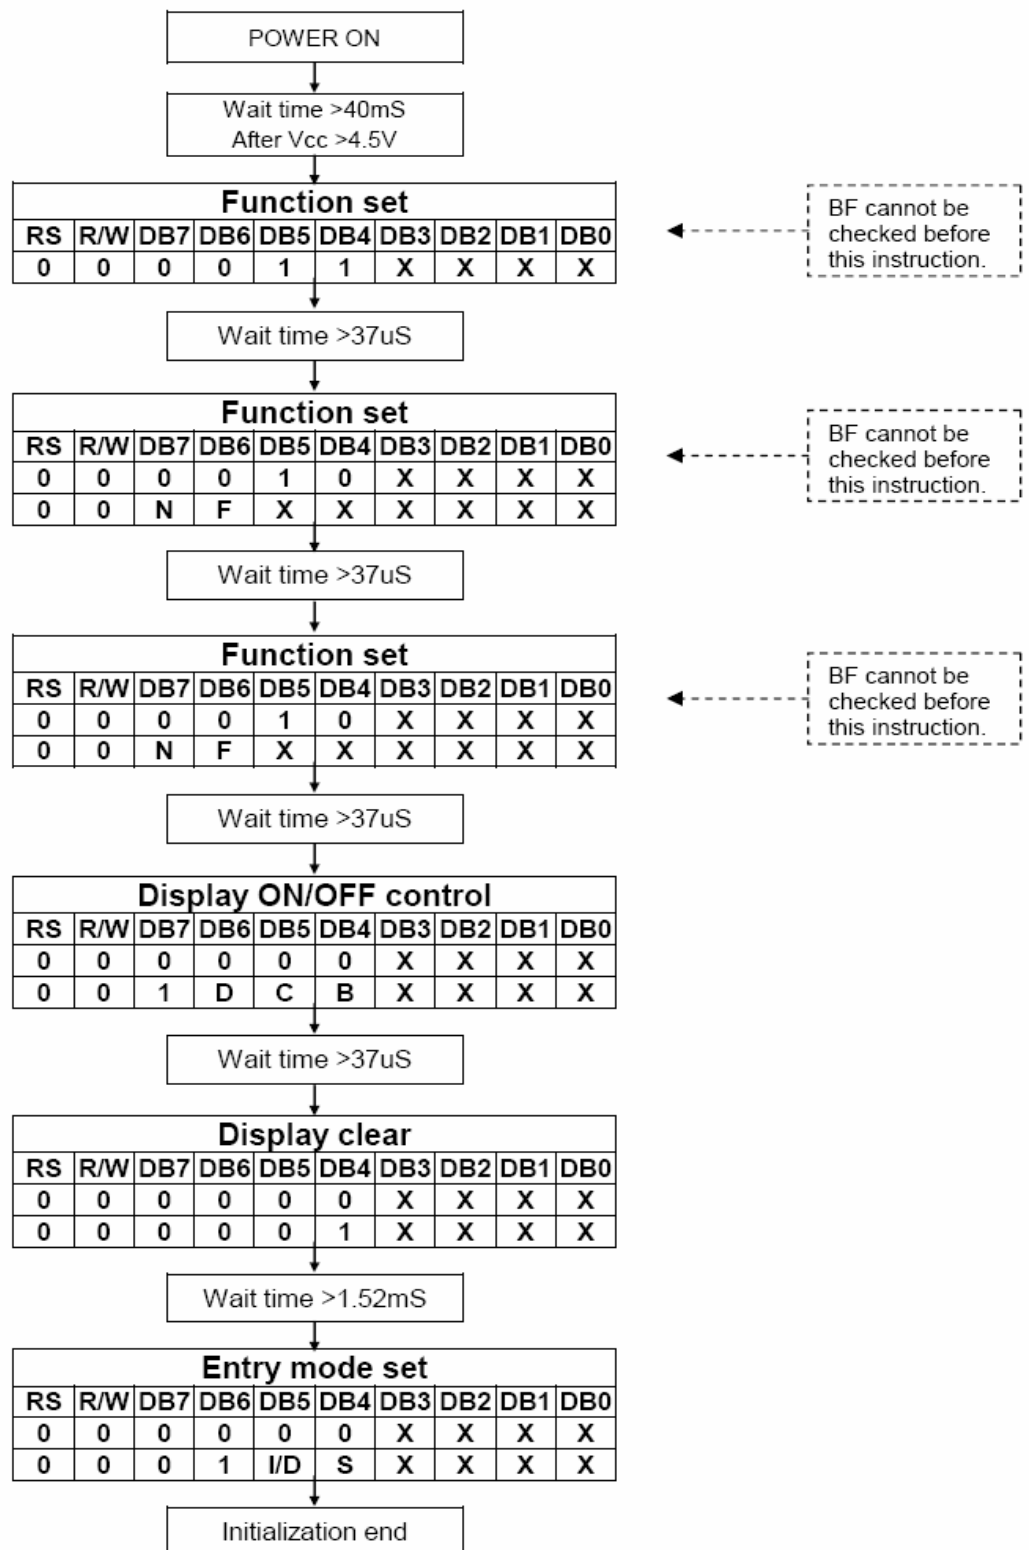 POWER ON
Wait time >40mS
After Vcc >4.5V
Function set
RS R/W DB7 DB6 DB5 DB4 DB3 DB2 DB1 DB0
0 0 0 0 1 1 X X X X
BF cannot be
checked before
this instruction.
Wait time >37uS
Function set
RS R/W DB7 DB6 DB5 DB4 DB3 DB2 DB1 DB0
0 0 0 0 1 0 X X X X
0 0 N F X X X X X X
BF cannot be
checked before
this instruction.
Wait time >37uS
Function set
RS R/W DB7 DB6 DB5 DB4 DB3 DB2 DB1 DB0
0 0 0 0 1 0 X X X X
0 0 N F X X X X X X
BF cannot be
checked before
this instruction.
Wait time >37uS
Display ON/OFF control
RS R/W DB7 DB6 DB5 DB4 DB3 DB2 DB1 DB0
0 0 0 0 0 0 X X X X
0 0 1 D C B X X X X
Wait time >37uS
Display clear
RS R/W DB7 DB6 DB5 DB4 DB3 DB2 DB1 DB0
0 0 0 0 0 0 X X X X
0 0 0 0 0 1 X X X X
Wait time >1.52mS
Entry mode set
RS R/W DB7 DB6 DB5 DB4 DB3 DB2 DB1 DB0
0 0 0 0 0 0 X X X X
0 0 0 1 I/D S X X X X
Initialization end